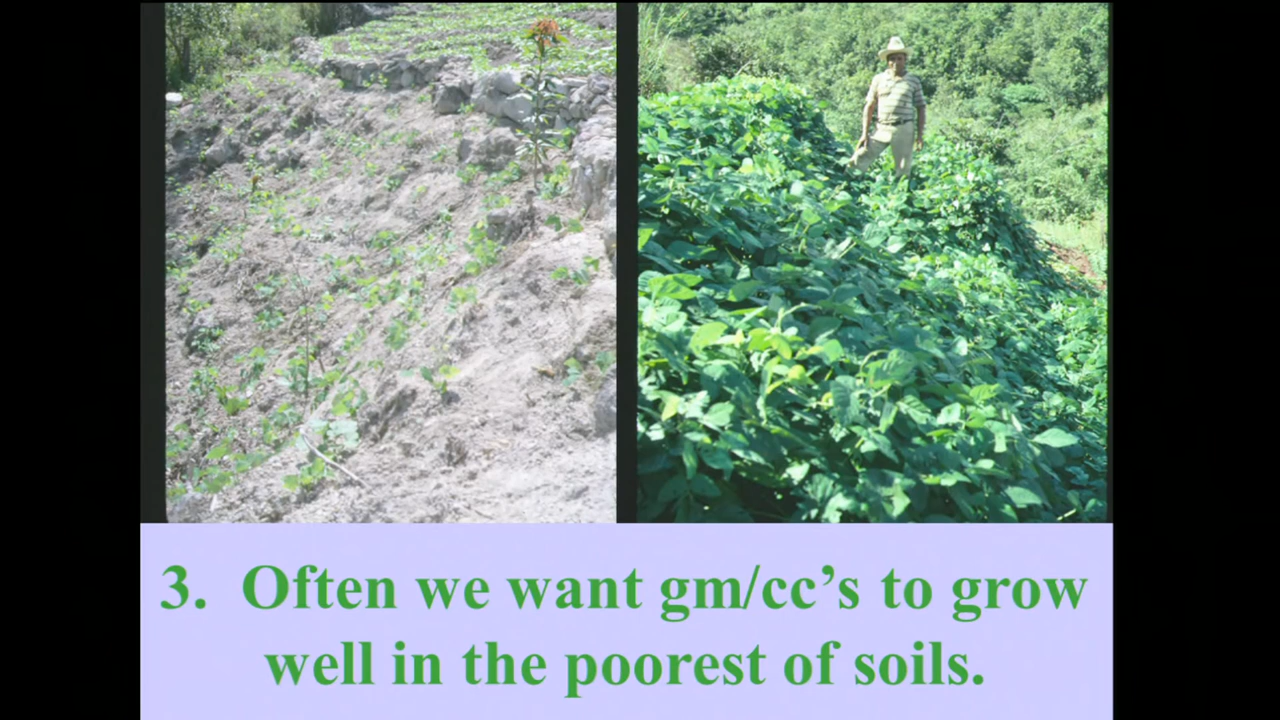 3. Often we want gm/cc’s to grow
well in the poorest of soils.